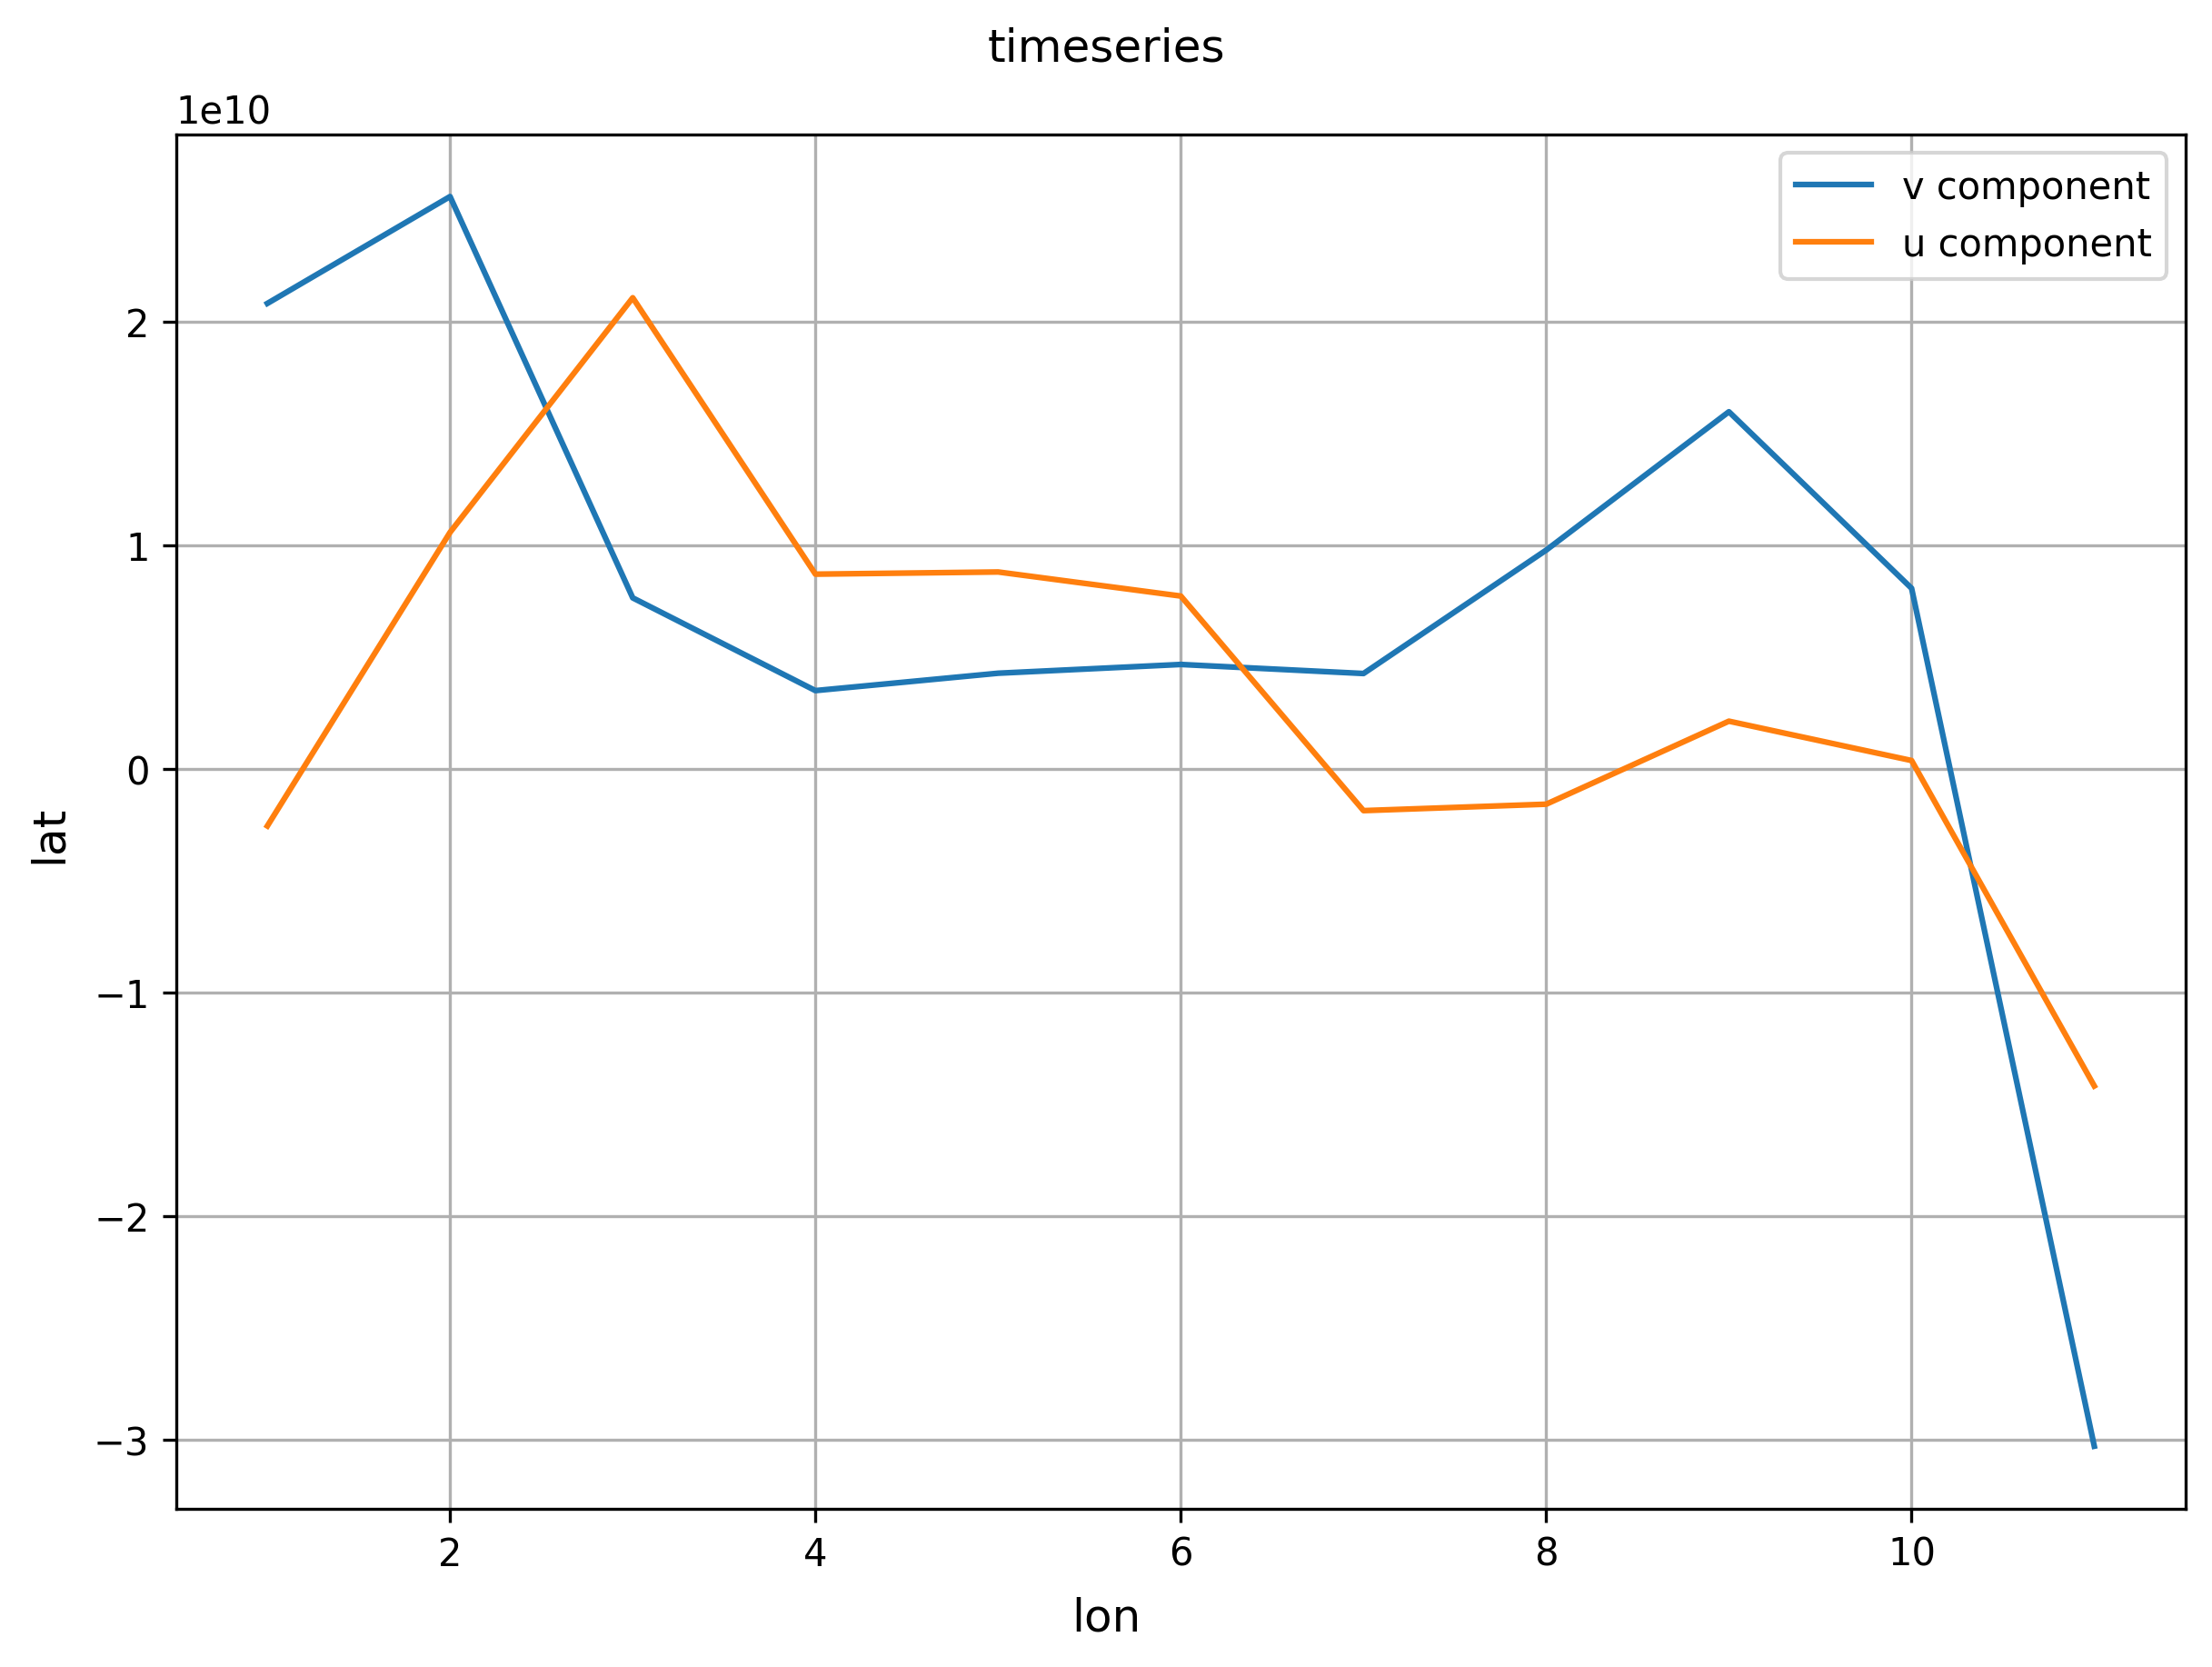 timeseries
1e10
v component
u component
2
1
0
−1
−2
−3
lat
2 4 6 8 10
lon